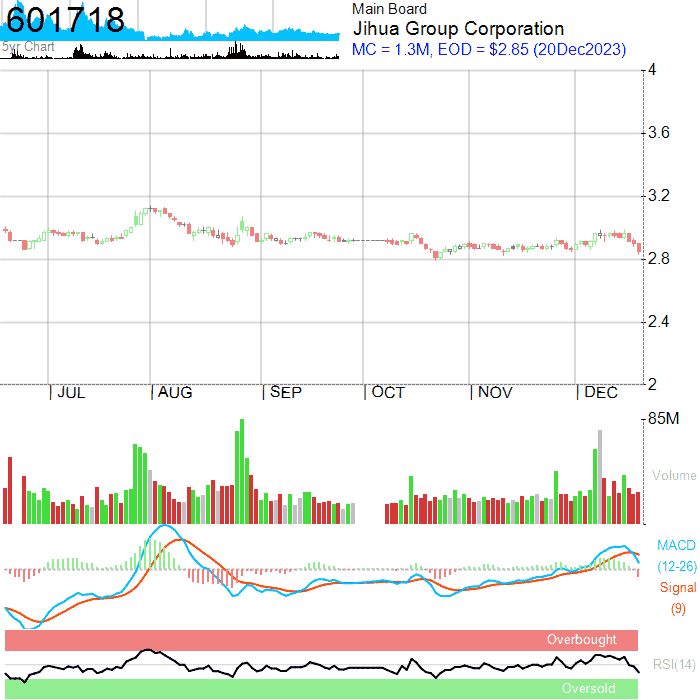 601718
5yr Chart
Main Board
Jihua Group Corporation
MC = 1.3M, EOD = $2.85 (20Dec2023)
4
3.6
3.2
2.8
2.4
2
JUL AUG SEP OCT NOV DEC
85M
Volume
MACD
(12-26)
Signal
(9)
Overbought
RSI(14)
Oversold